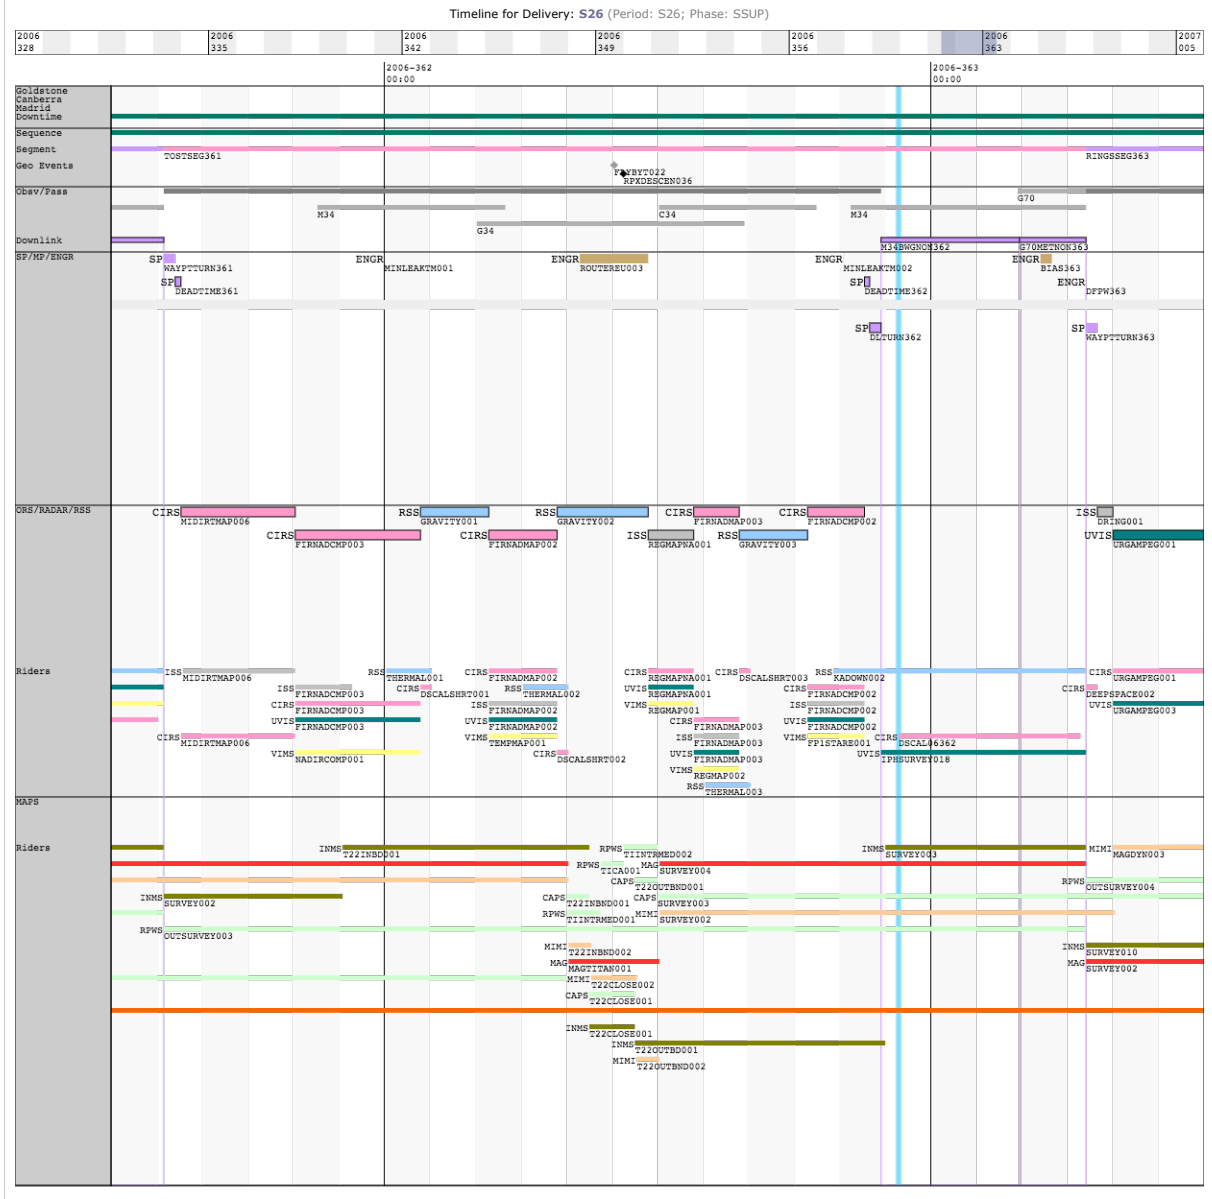 Timeline for Delivery: S26 (Period: S26; Phase: SSUP)
2006 2006 2006 2006 2006 2006 2007
328 335 342 349 356 363 005
2006-362 2006-363
00:00 00:00
Goldstone
Canberra
Madrid
Downtime
Sequence
Segment
TOSTSEG361 RINGSSEG363
Geo Events
FLYBYT022
RPXDESCEN036
Obsv/Pass
G70
M34 C34 M34
G34
Downlink
M34BWGNON362 G70METNON363
SP/MP/ENGR
SP ENGR ENGR ENGR ENGR
WAYPTTURN361 MINLEAKTM001 ROUTEREU003 MINLEAKTM002 BIAS363
SP SP ENGR
DEADTIME361 DEADTIME362 DFPW363
SP SP
DLTURN362 WAYPTTURN363
ORS/RADAR/RSS
CIRS RSS RSS CIRS CIRS ISS
MIDIRTMAP006 GRAVITY001 GRAVITY002 FIRNADMAP003 FIRNADCMP002 DRING001
CIRS CIRS ISS RSS UVIS
FIRNADCMP003 FIRNADMAP002 REGMAPNA001 GRAVITY003 URGAMPEG001
Riders
ISS RSS CIRS CIRS CIRS RSS CIRS
MIDIRTMAP006 THERMAL001 FIRNADMAP002 REGMAPNA001 DSCALSHRT003 KADOWN002 URGAMPEG001
ISS CIRS RSS UVIS CIRS CIRS
FIRNADCMP003 DSCALSHRT001 THERMAL002 REGMAPNA001 FIRNADCMP002 DEEPSPACE002
CIRS ISS VIMS ISS UVIS
FIRNADCMP003 FIRNADMAP002 REGMAP001 FIRNADCMP002 URGAMPEG003
UVIS UVIS CIRS UVIS
FIRNADCMP003 FIRNADMAP002 FIRNADMAP003 FIRNADCMP002
CIRS VIMS ISS VIMS CIRS
MIDIRTMAP006 TEMPMAP001 FIRNADMAP003 FP1STARE001 DSCAL06362
VIMS CIRS UVIS UVIS
NADIRCOMP001 DSCALSHRT002 FIRNADMAP003 IPHSURVEY018
VIMS
REGMAP002
RSS
THERMAL003
MAPS
Riders
INMS RPWS INMS MIMI
T22INBD001 TIINTRMED002 SURVEY003 MAGDYN003
RPWS MAG
TICA001 SURVEY004
CAPS RPWS
T22OUTBND001 OUTSURVEY004
INMS CAPS CAPS
SURVEY002 T22INBND001 SURVEY003
RPWS MIMI
TIINTRMED001 SURVEY002
RPWS
OUTSURVEY003
MIMI INMS
T22INBND002 SURVEY010
MAG MAG
MAGTITAN001 SURVEY002
MIMI
T22CLOSE002
CAPS
T22CLOSE001
INMS
T22CLOSE001
INMS
T22OUTBD001
MIMI
T22OUTBND002